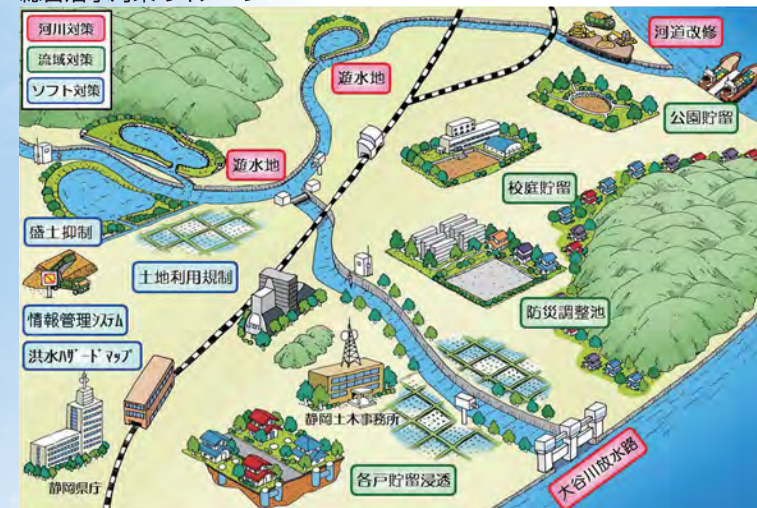 河川対策
流域対策
ソフト対策
河道改修
遊水地
公園貯留
遊水地
校庭貯留
盛土抑制
土地利用規制
情報管理システム
防災調整池
洪水ハザードマップ
静岡土木事務所
静岡県庁
各戸貯留浸透
大谷川放水路